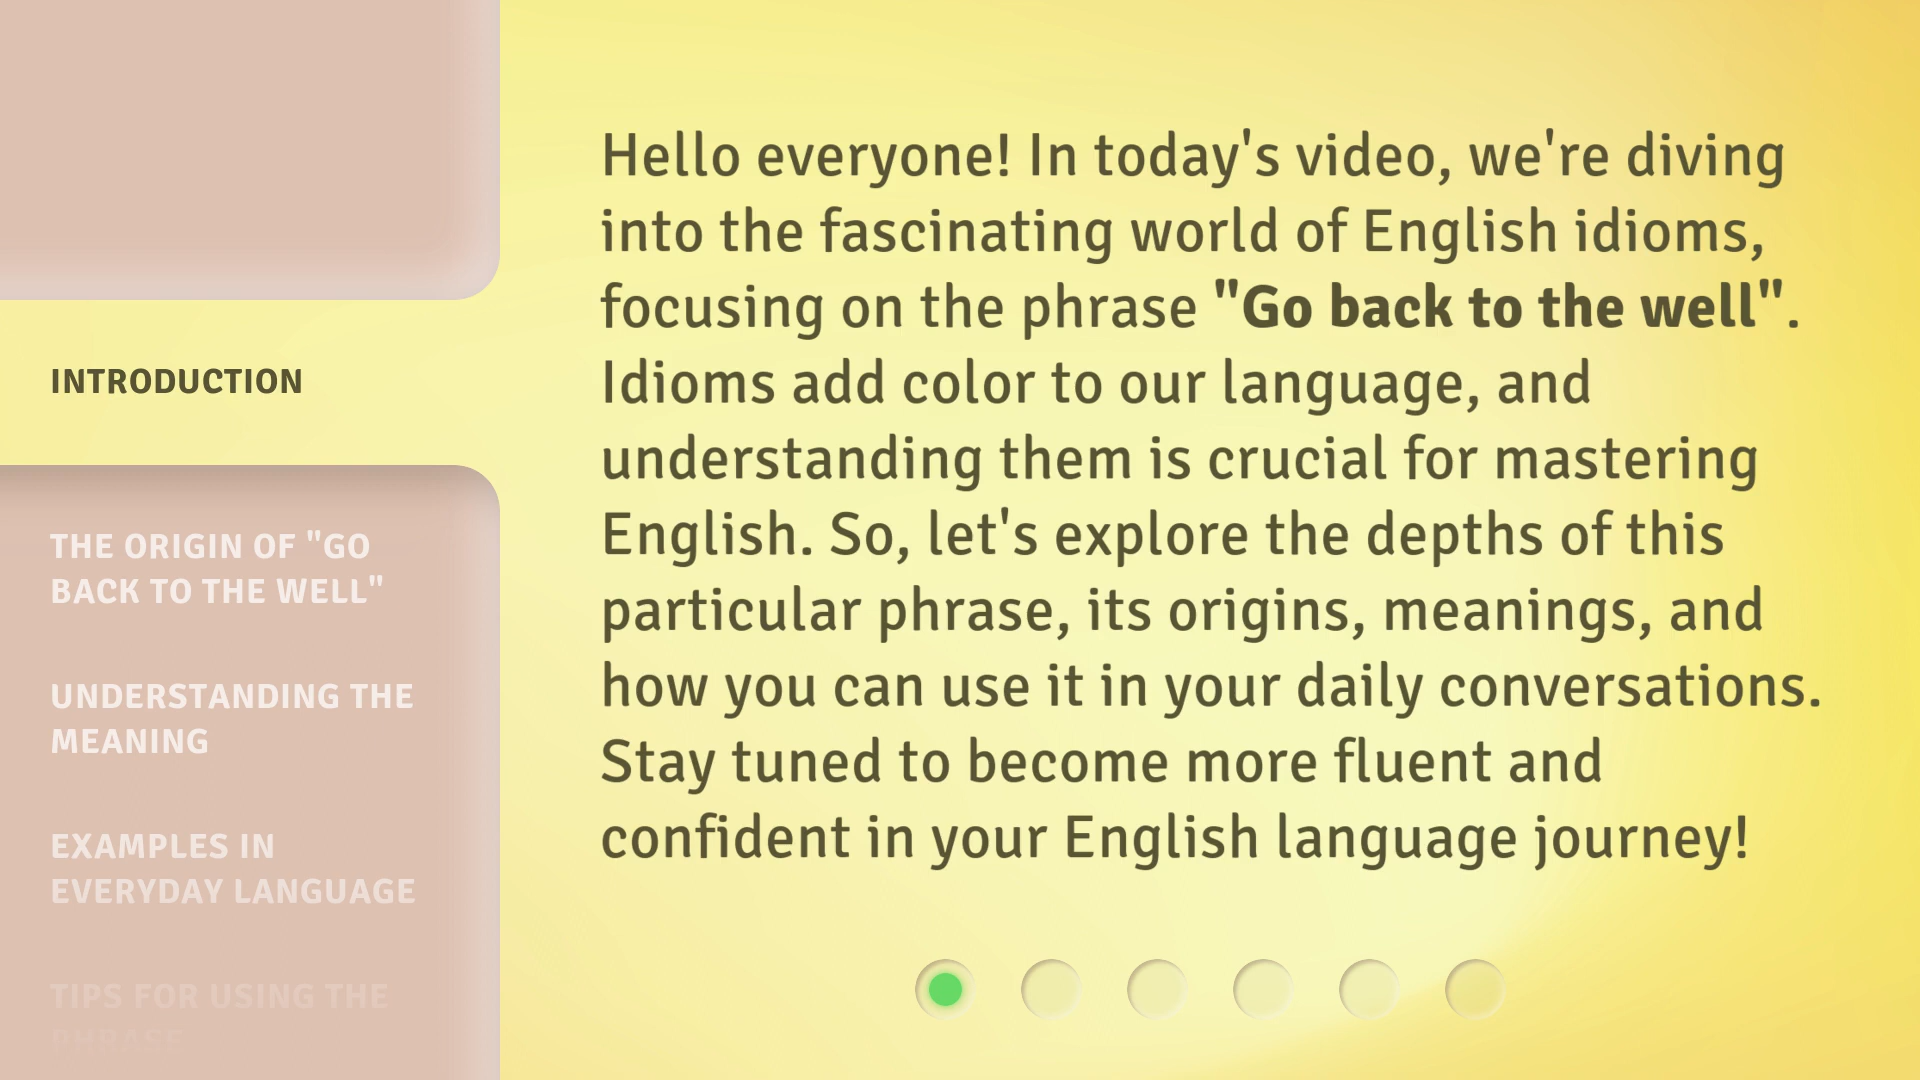 INTRODUCTION
THE ORIGIN OF "GO
BACK TO THE WELL"
UNDERSTANDING THE
MEANING
EXAMPLES IN
EVERYDAY LANGUAGE
TIPS FOR USING THE
PHRASE
Hello everyone! In today's video, we're diving
into the fascinating world of English idioms,
focusing on the phrase "Go back to the well".
Idioms add color to our language, and
understanding them is crucial for mastering
English. So, let's explore the depths of this
particular phrase, its origins, meanings, and
how you can use it in your daily conversations.
Stay tuned to become more fluent and
confident in your English language journey!